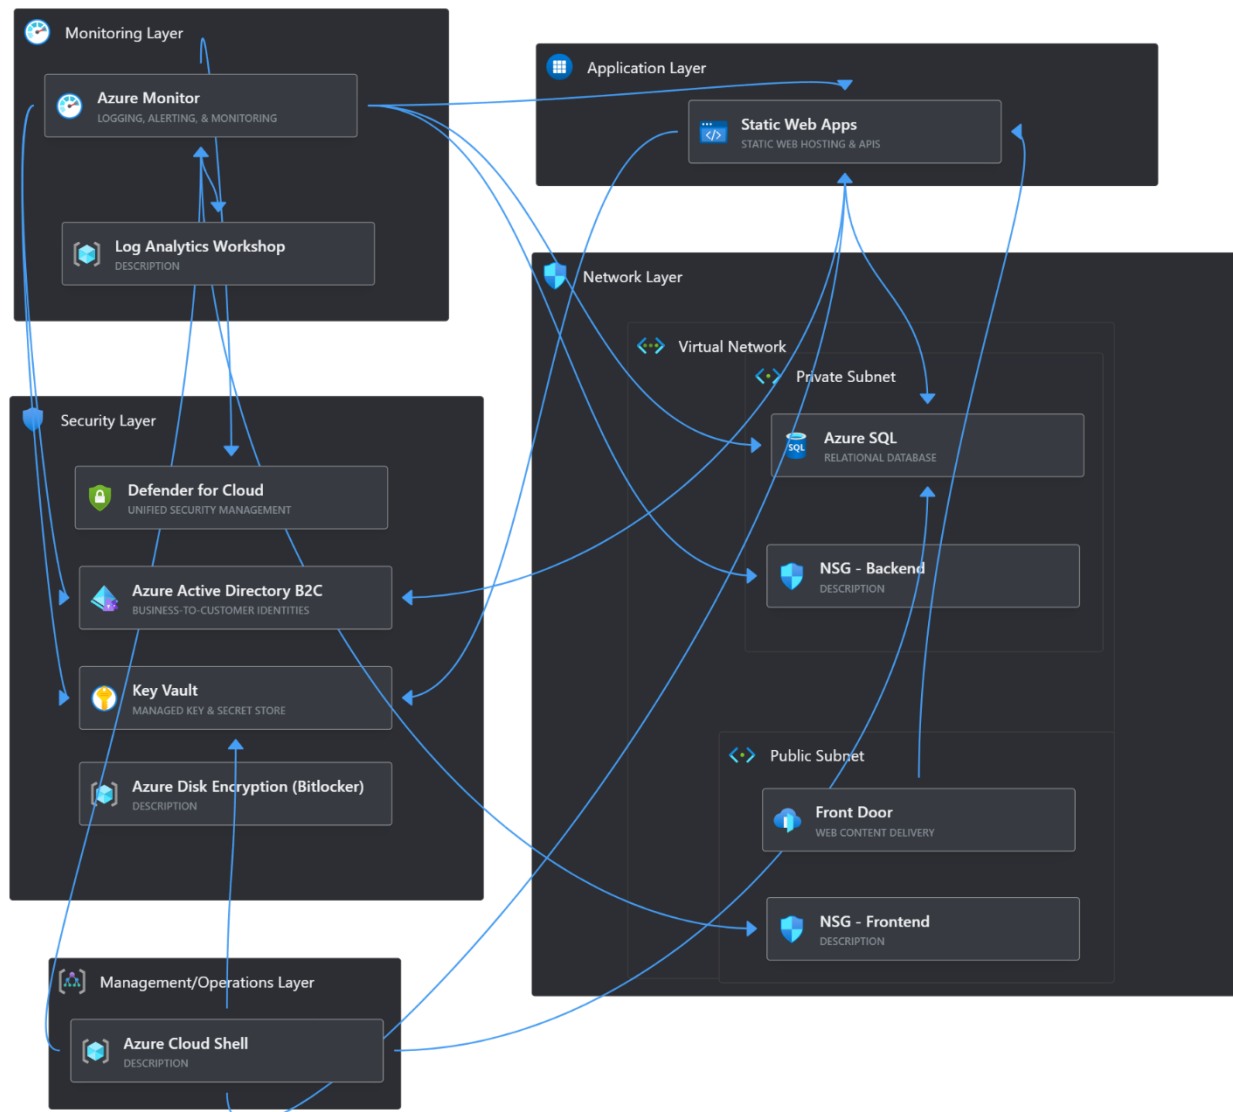 Monitoring Layer
Azure Monitor
LOGGING, ALERTING, & MONITORING
Log Analytics Workshop
DESCRIPTION
Application Layer
Static Web Apps
STATIC WEB HOSTING & APIS
Network Layer
Virtual Network
Private Subnet
Azure SQL
RELATIONAL DATABASE
NSG - Backend
DESCRIPTION
Public Subnet
Front Door
WEB CONTENT DELIVERY
NSG - Frontend
DESCRIPTION
Security Layer
Defender for Cloud
UNIFIED SECURITY MANAGEMENT
Azure Active Directory B2C
BUSINESS-TO-CUSTOMER IDENTITIES
Key Vault
MANAGED KEY & SECRET STORE
Azure Disk Encryption (Bitlocker)
DESCRIPTION
Management/Operations Layer
Azure Cloud Shell
DESCRIPTION
SQL